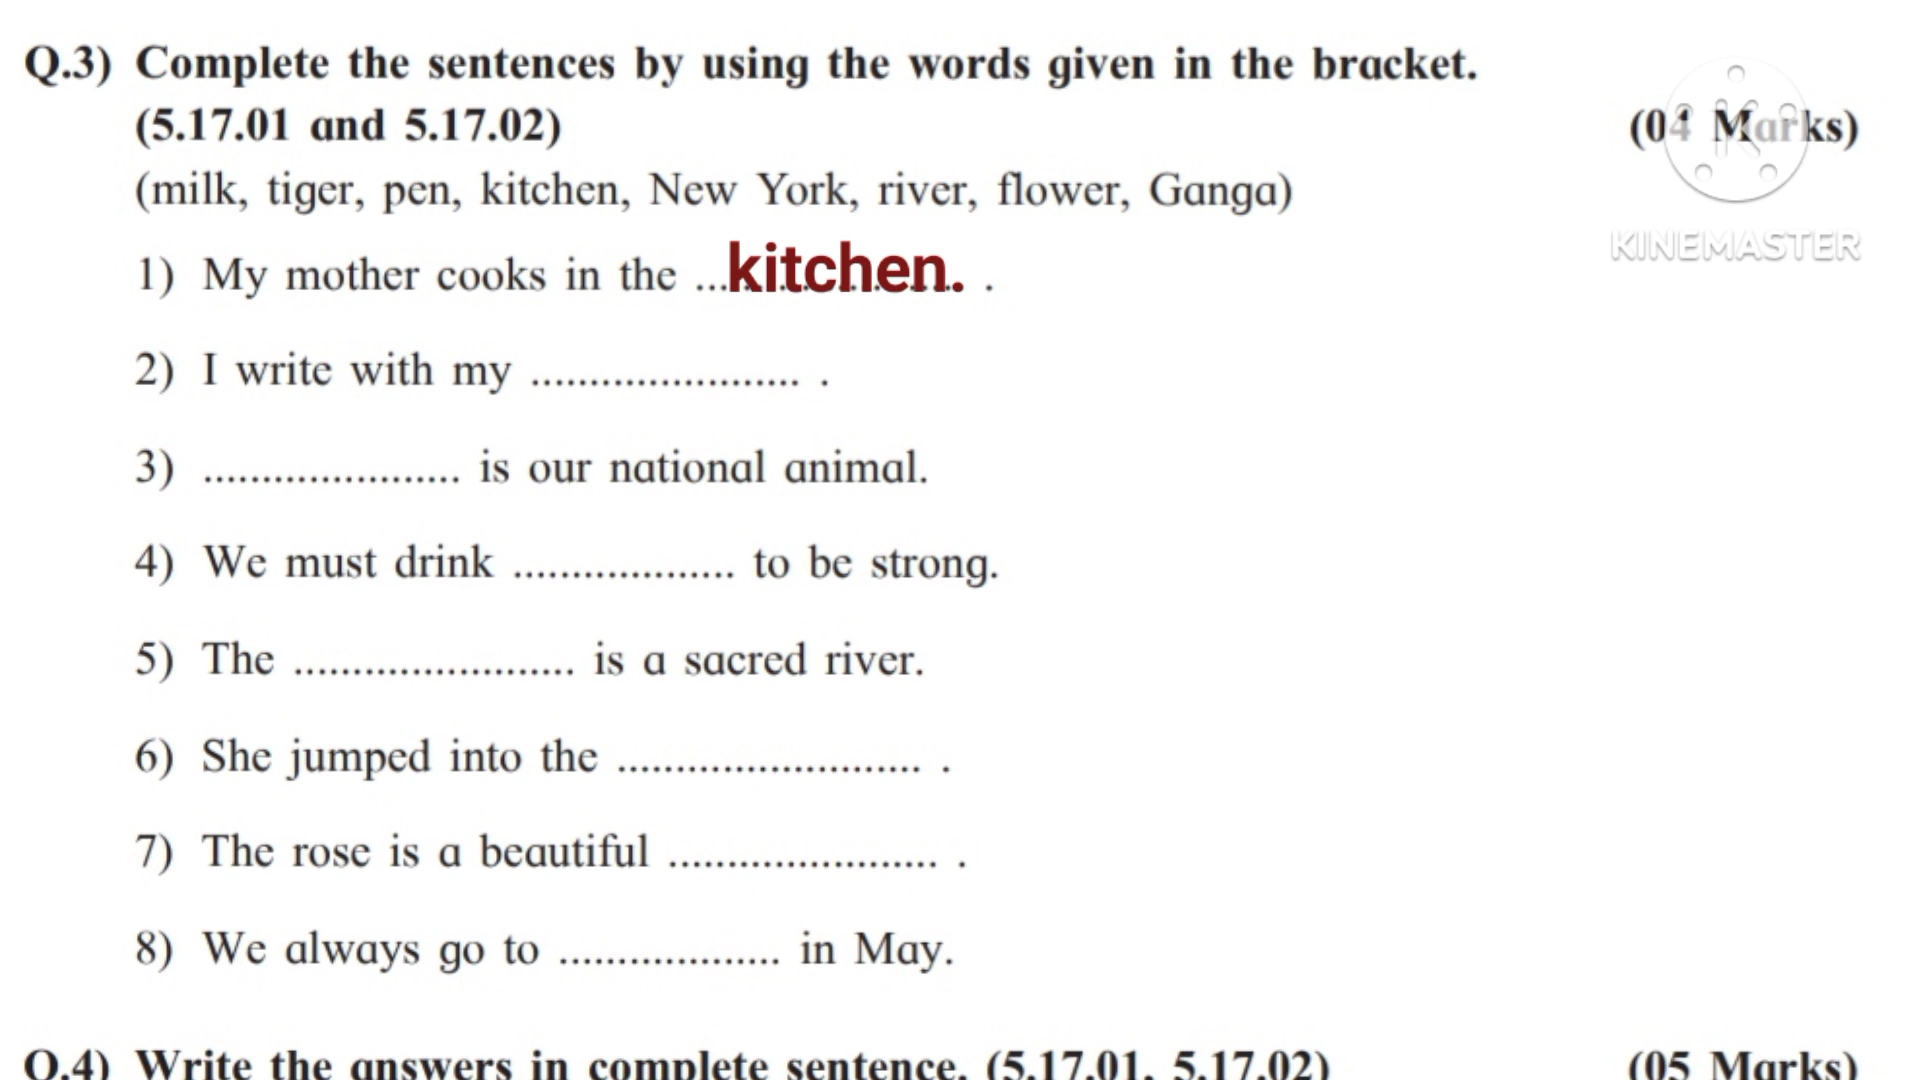 Q.3) Complete the sentences by using the words given in the bracket.
(5.17.01 and 5.17.02) (04 Marks)
(milk, tiger, pen, kitchen, New York, river, flower, Ganga)
KINEMASTER
1) My mother cooks in the ...kitchen. .
2) I write with my ....................... .
3) ...................... is our national animal.
4) We must drink ................... to be strong.
5) The ........................ is a sacred river.
6) She jumped into the .......................... .
7) The rose is a beautiful ....................... .
8) We always go to ................... in May.
Q.4) Write the answers in complete sentence. (5.17.01, 5.17.02) (05 Marks)